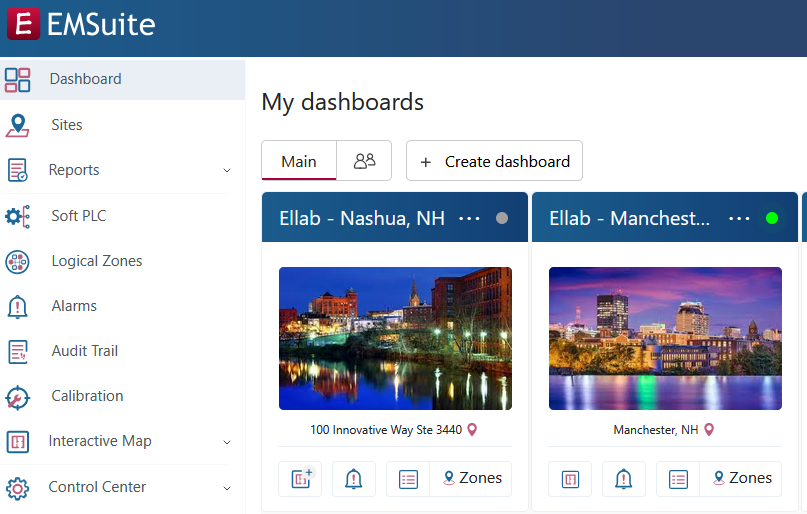 EMSuite
Dashboard
Sites
Reports
Soft PLC
Logical Zones
Alarms
Audit Trail
Calibration
Interactive Map
Control Center
My dashboards
Main
+ Create dashboard
Ellab - Nashua, NH ...
100 Innovative Way Ste 3440
Zones
Ellab - Manchest... ...
Manchester, NH
Zones